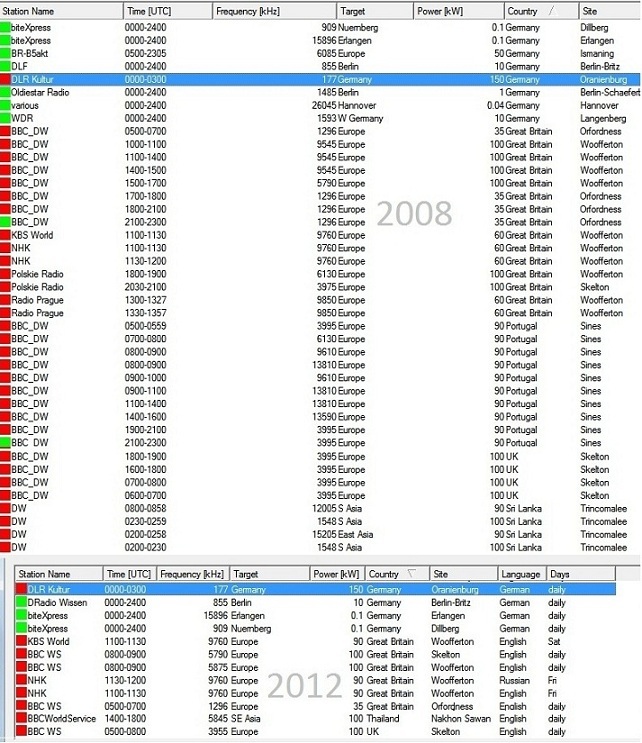 Station Name Time [UTC] Frequency [kHz] Target Power [kW] Country Site
biteXpress 0000-2400 909 Nuernberg 0.1 Germany Dillberg
biteXpress 0000-2400 15896 Erlangen 0.1 Germany Erlangen
BR-B5akt 0500-2305 6085 Europe 50 Germany Ismaning
DLF 0000-2400 855 Berlin 10 Germany Berlin-Britz
DLR Kultur 0000-0300 177 Germany 150 Germany Oranienburg
Oldiestar Radio 0000-2400 1485 Berlin 1 Germany Berlin-Schaefert
various 0000-2400 26045 Hannover 0.04 Germany Hannover
WDR 0000-2400 1593 W Germany 10 Germany Langenberg
BBC_DW 0500-0700 1296 Europe 35 Great Britain Orfordness
BBC_DW 1000-1100 9545 Europe 100 Great Britain Woofferton
BBC_DW 1100-1400 9545 Europe 100 Great Britain Woofferton
BBC_DW 1400-1500 9545 Europe 100 Great Britain Woofferton
BBC_DW 1500-1700 5790 Europe 100 Great Britain Woofferton
BBC_DW 1700-1800 1296 Europe 35 Great Britain Orfordness
BBC_DW 1800-2100 1296 Europe 35 Great Britain Orfordness
BBC_DW 2100-2300 1296 Europe 35 Great Britain Orfordness
2008
KBS World 1100-1130 9760 Europe 60 Great Britain Woofferton
NHK 1100-1130 9760 Europe 60 Great Britain Woofferton
NHK 1130-1200 9760 Europe 60 Great Britain Woofferton
Polskie Radio 1800-1900 6130 Europe 100 Great Britain Woofferton
Polskie Radio 2030-2100 3975 Europe 100 Great Britain Skelton
Radio Prague 1300-1327 9850 Europe 60 Great Britain Woofferton
Radio Prague 1330-1357 9850 Europe 60 Great Britain Woofferton
BBC_DW 0500-0559 3995 Europe 90 Portugal Sines
BBC_DW 0700-0800 6130 Europe 90 Portugal Sines
BBC_DW 0800-0900 9610 Europe 90 Portugal Sines
BBC_DW 0800-0900 13810 Europe 90 Portugal Sines
BBC_DW 0900-1000 9610 Europe 90 Portugal Sines
BBC_DW 0900-1100 13810 Europe 90 Portugal Sines
BBC_DW 1100-1400 13810 Europe 90 Portugal Sines
BBC_DW 1400-1600 13590 Europe 90 Portugal Sines
BBC_DW 1900-2100 3995 Europe 90 Portugal Sines
BBC_DW 2100-2300 3995 Europe 90 Portugal Sines
BBC_DW 1800-1900 3995 Europe 100 UK Skelton
BBC_DW 1600-1800 3995 Europe 100 UK Skelton
BBC_DW 0700-0800 3995 Europe 100 UK Skelton
BBC_DW 0600-0700 3995 Europe 100 UK Skelton
DW 0800-0858 12005 S Asia 90 Sri Lanka Trincomalee
DW 0230-0259 1548 S Asia 100 Sri Lanka Trincomalee
DW 0200-0258 15205 East Asia 90 Sri Lanka Trincomalee
DW 0200-0230 1548 S Asia 100 Sri Lanka Trincomalee
Station Name Time [UTC] Frequency [kHz] Target Power [kW] Country Site Language Days
DLR Kultur 0000-0300 177 Germany 150 Germany Oranienburg German daily
DRadio Wissen 0000-2400 855 Berlin 10 Germany Berlin-Britz German daily
biteXpress 0000-2400 15896 Erlangen 0.1 Germany Erlangen German daily
biteXpress 0000-2400 909 Nuernberg 0.1 Germany Dillberg German daily
KBS World 1100-1130 9760 Europe 90 Great Britain Woofferton English Sat
BBC WS 0800-0900 5790 Europe 100 Great Britain Skelton English daily
BBC WS 0800-0900 5875 Europe 100 Great Britain Woofferton English daily
NHK 1130-1200 9760 Europe 90 Great Britain Woofferton Russian Fri
2012
NHK 1100-1130 9760 Europe 90 Great Britain Woofferton English Fri
BBC WS 0500-0700 1296 Europe 35 Great Britain Orfordness English daily
BBCWorldService 1400-1800 5845 SE Asia 100 Thailand Nakhon Sawan English daily
BBC WS 0500-0800 3955 Europe 100 UK Skelton English daily